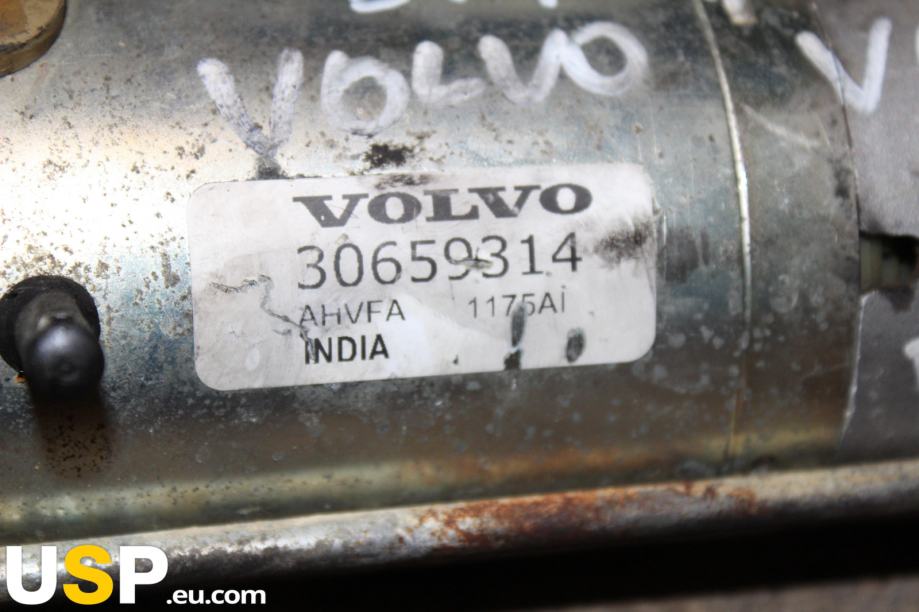 VOLVO
V
VOLVO
30659314
AHVFA 1175AI
INDIA
USP.eu.com